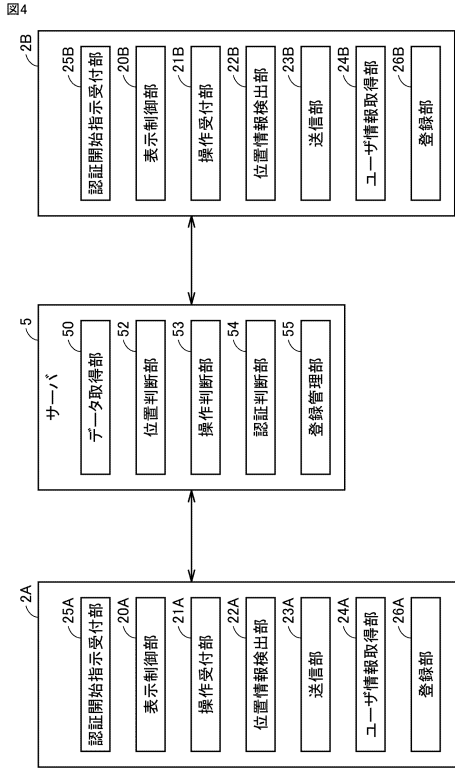 図4
2A
認証開始指示受付部
25A
表示制御部
20A
操作受付部
21A
位置情報検出部
22A
送信部
23A
ユーザ情報取得部
24A
登録部
26A
5
サーバ
データ取得部
50
位置判断部
52
操作判断部
53
認証判断部
54
登録管理部
55
2B
認証開始指示受付部
25B
表示制御部
20B
操作受付部
21B
位置情報検出部
22B
送信部
23B
ユーザ情報取得部
24B
登録部
26B